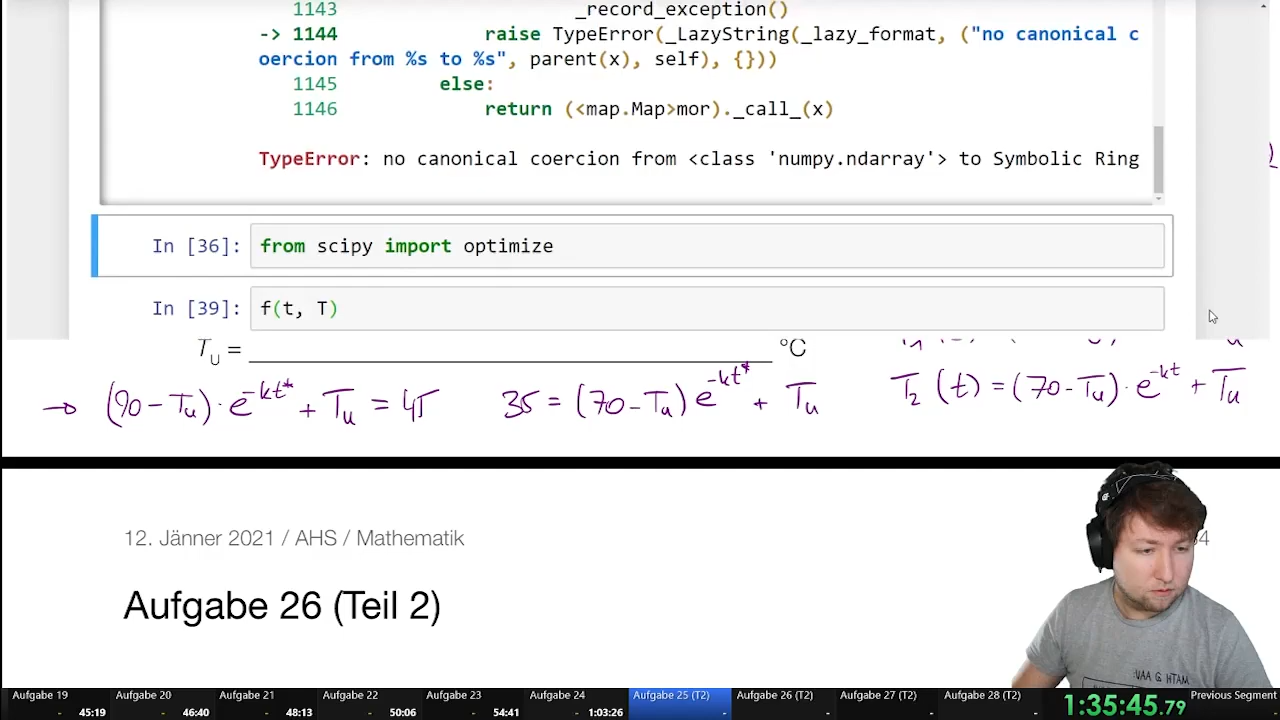 1143 _record_exception()
-> 1144 raise TypeError(_LazyString(_lazy_format, ("no canonical c
oercion from %s to %s", parent(x), self), {}))
1145 else:
1146 return (<map.Map>mor)._call_(x)
TypeError: no canonical coercion from <class 'numpy.ndarray'> to Symbolic Ring
In [36]: from scipy import optimize
In [39]: f(t, T)
T_U = ____ °C
→ (90 - T_u) · e^{-kt*} + T_u = 45 35 = (70 - T_u) e^{-kt*} + T_u T_2(t) = (70 - T_u) · e^{-kt} + T_u
12. Jänner 2021 / AHS / Mathematik
Aufgabe 26 (Teil 2)
Aufgabe 19 Aufgabe 20 Aufgabe 21 Aufgabe 22 Aufgabe 23 Aufgabe 24 Aufgabe 25 (T2) Aufgabe 26 (T2) Aufgabe 27 (T2) Aufgabe 28 (T2) 1:35:45.79 Previous Segment
- 45:19 - 46:40 - 48:13 - 50:06 - 54:41 - 1:03:26 - - - - -